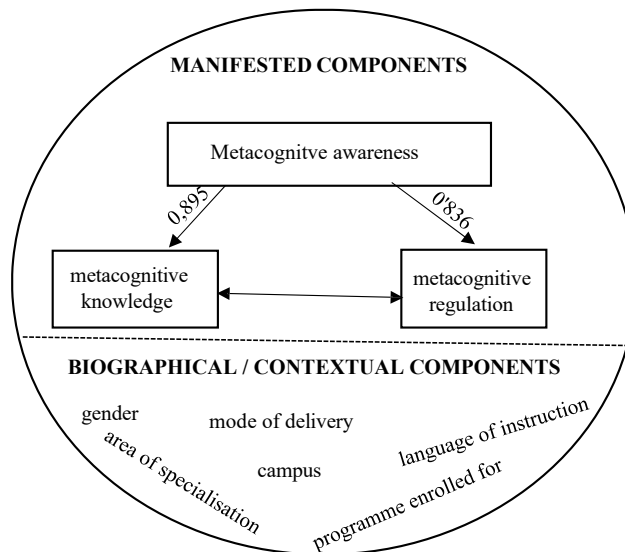 MANIFESTED COMPONENTS
Metacognitve awareness
0,895
0'836
metacognitive
knowledge
metacognitive
regulation
BIOGRAPHICAL / CONTEXTUAL COMPONENTS
gender
mode of delivery
language of instruction
area of specialisation
campus
programme enrolled for